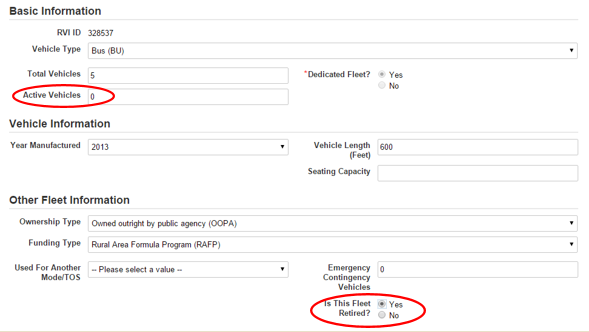 Basic Information
RVI ID 328537
Vehicle Type Bus (BU)
Total Vehicles 5 *Dedicated Fleet? Yes
No
Active Vehicles 0
Vehicle Information
Year Manufactured 2013 Vehicle Length (Feet) 600
Seating Capacity
Other Fleet Information
Ownership Type Owned outright by public agency (OOPA)
Funding Type Rural Area Formula Program (RAFP)
Used For Another Mode/TOS -- Please select a value -- Emergency Contingency Vehicles 0
Is This Fleet Retired? Yes
No